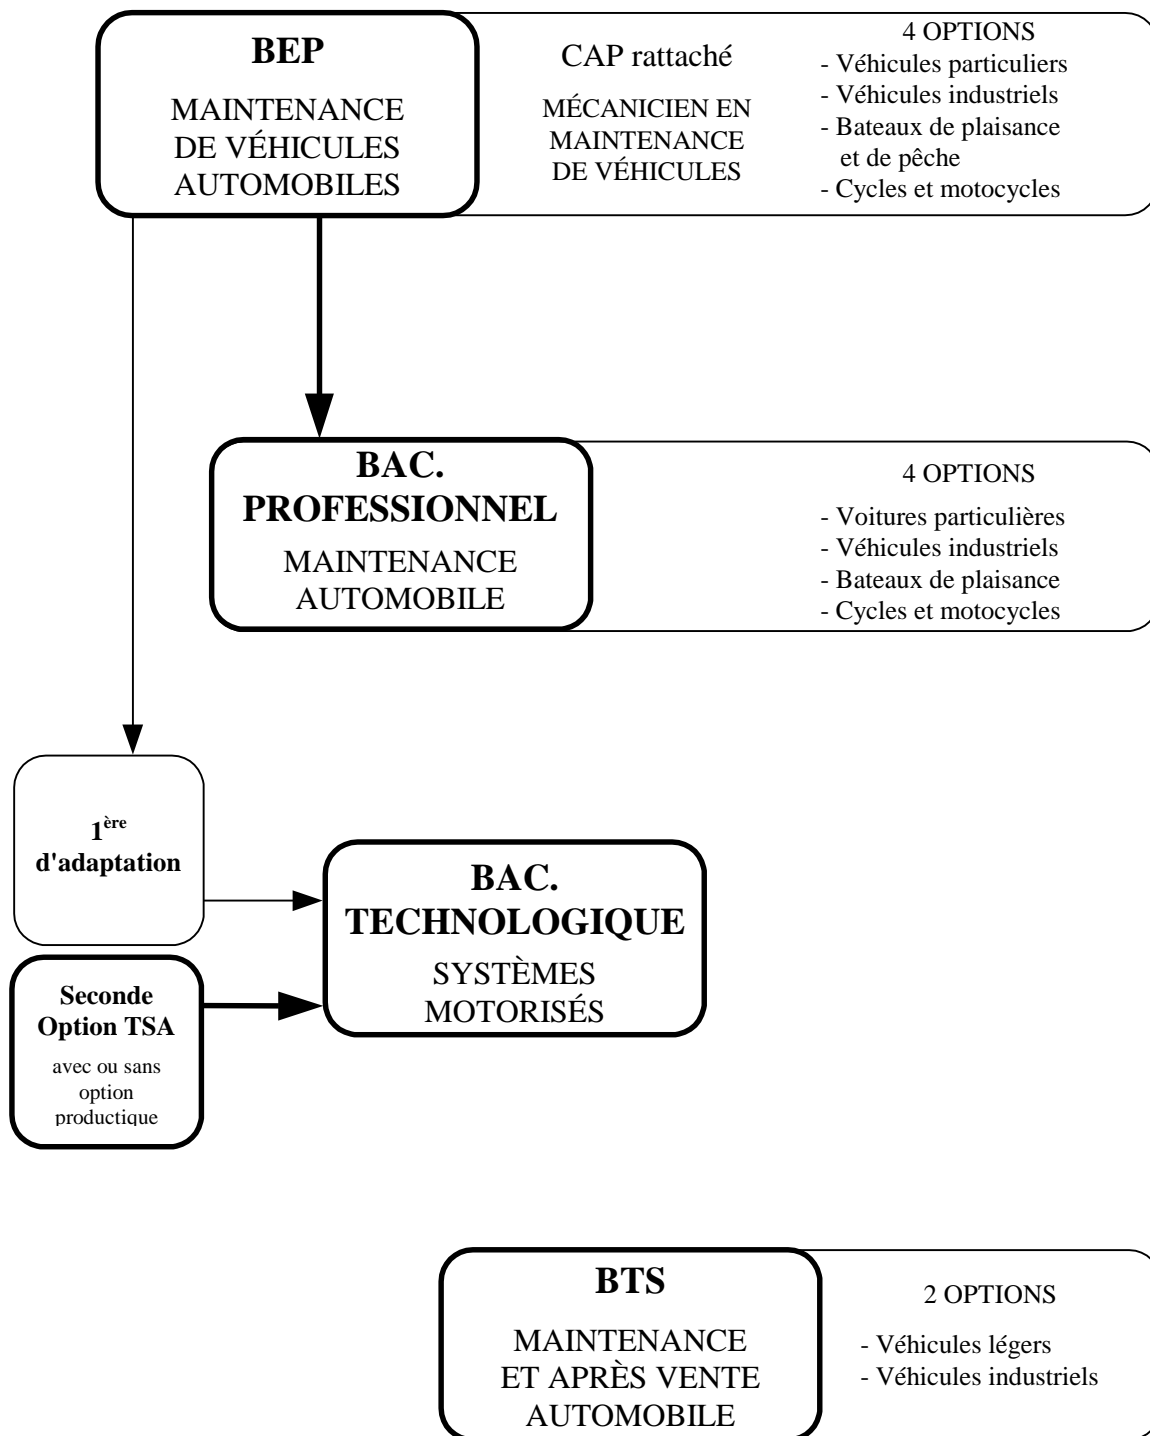 BEP
MAINTENANCE
DE VÉHICULES
AUTOMOBILES
CAP rattaché
MÉCANICIEN EN
MAINTENANCE
DE VÉHICULES
4 OPTIONS
- Véhicules particuliers
- Véhicules industriels
- Bateaux de plaisance
et de pêche
- Cycles et motocycles
BAC.
PROFESSIONNEL
MAINTENANCE
AUTOMOBILE
4 OPTIONS
- Voitures particulières
- Véhicules industriels
- Bateaux de plaisance
- Cycles et motocycles
1ère
d'adaptation
BAC.
TECHNOLOGIQUE
SYSTÈMES
MOTORISÉS
Seconde
Option TSA
avec ou sans
option
productique
BTS
MAINTENANCE
ET APRÈS VENTE
AUTOMOBILE
2 OPTIONS
- Véhicules légers
- Véhicules industriels